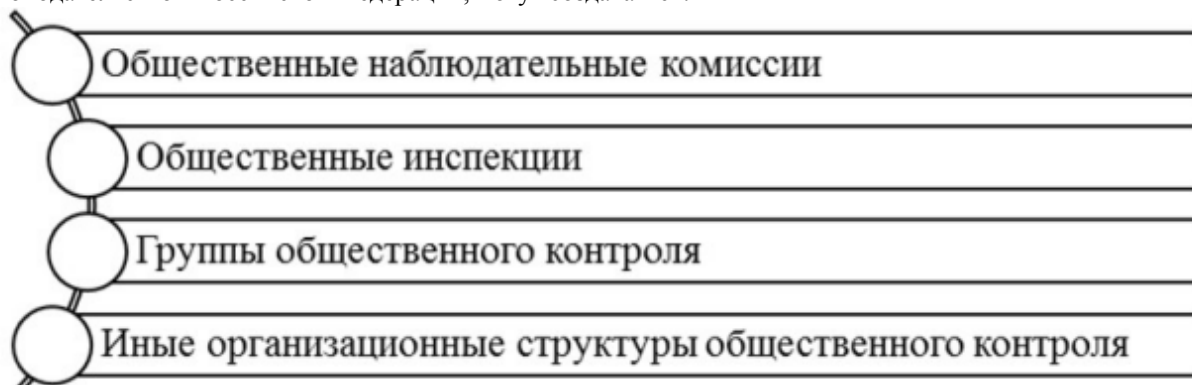 Общественные наблюдательные комиссии
Общественные инспекции
Группы общественного контроля
Иные организационные структуры общественного контроля